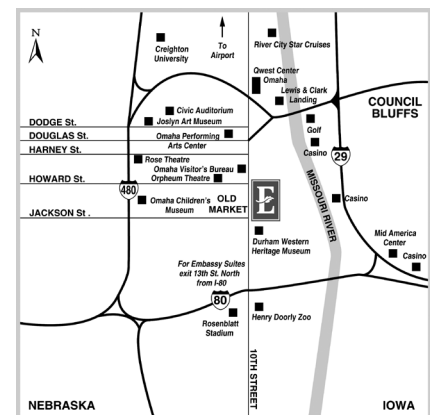 N
Creighton
University
To
Airport
River City Star Cruises
Qwest Center
Omaha
Lewis & Clark
Landing
COUNCIL
BLUFFS
Civic Auditorium
Joslyn Art Museum
DODGE St.
DOUGLAS St.
Omaha Performing
Arts Center
Golf
Casino
29
HARNEY St.
Rose Theatre
Omaha Visitor's Bureau
Orpheum Theatre
HOWARD St.
480
Omaha Children's
Museum
OLD
MARKET
E
Casino
JACKSON St.
MISSOURI RIVER
Durham Western
Heritage Museum
Mid America
Center
Casino
For Embassy Suites
exit 13th St. North
from I-80
80
Rosenblatt
Stadium
Henry Doorly Zoo
10TH STREET
NEBRASKA
IOWA